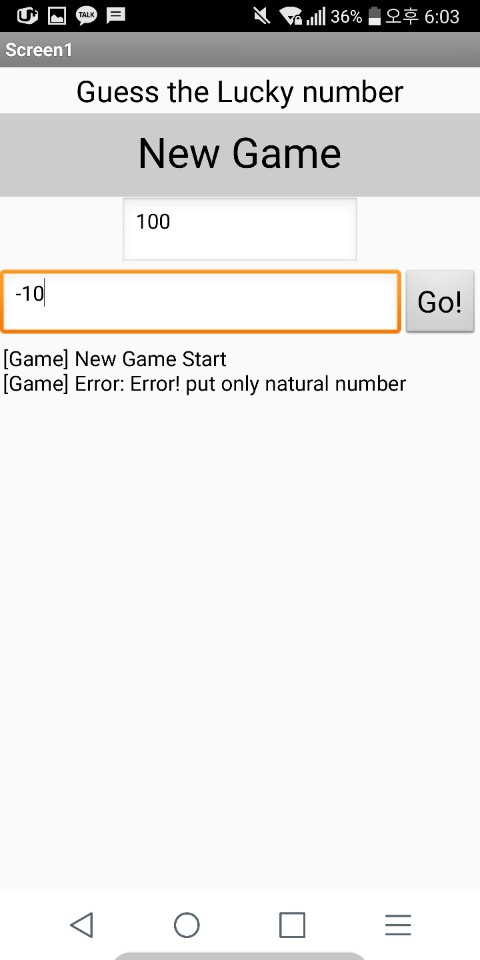 TALK 36% 오후 6:03
Screen1
Guess the Lucky number
New Game
100
-10
Go!
[Game] New Game Start
[Game] Error: Error! put only natural number